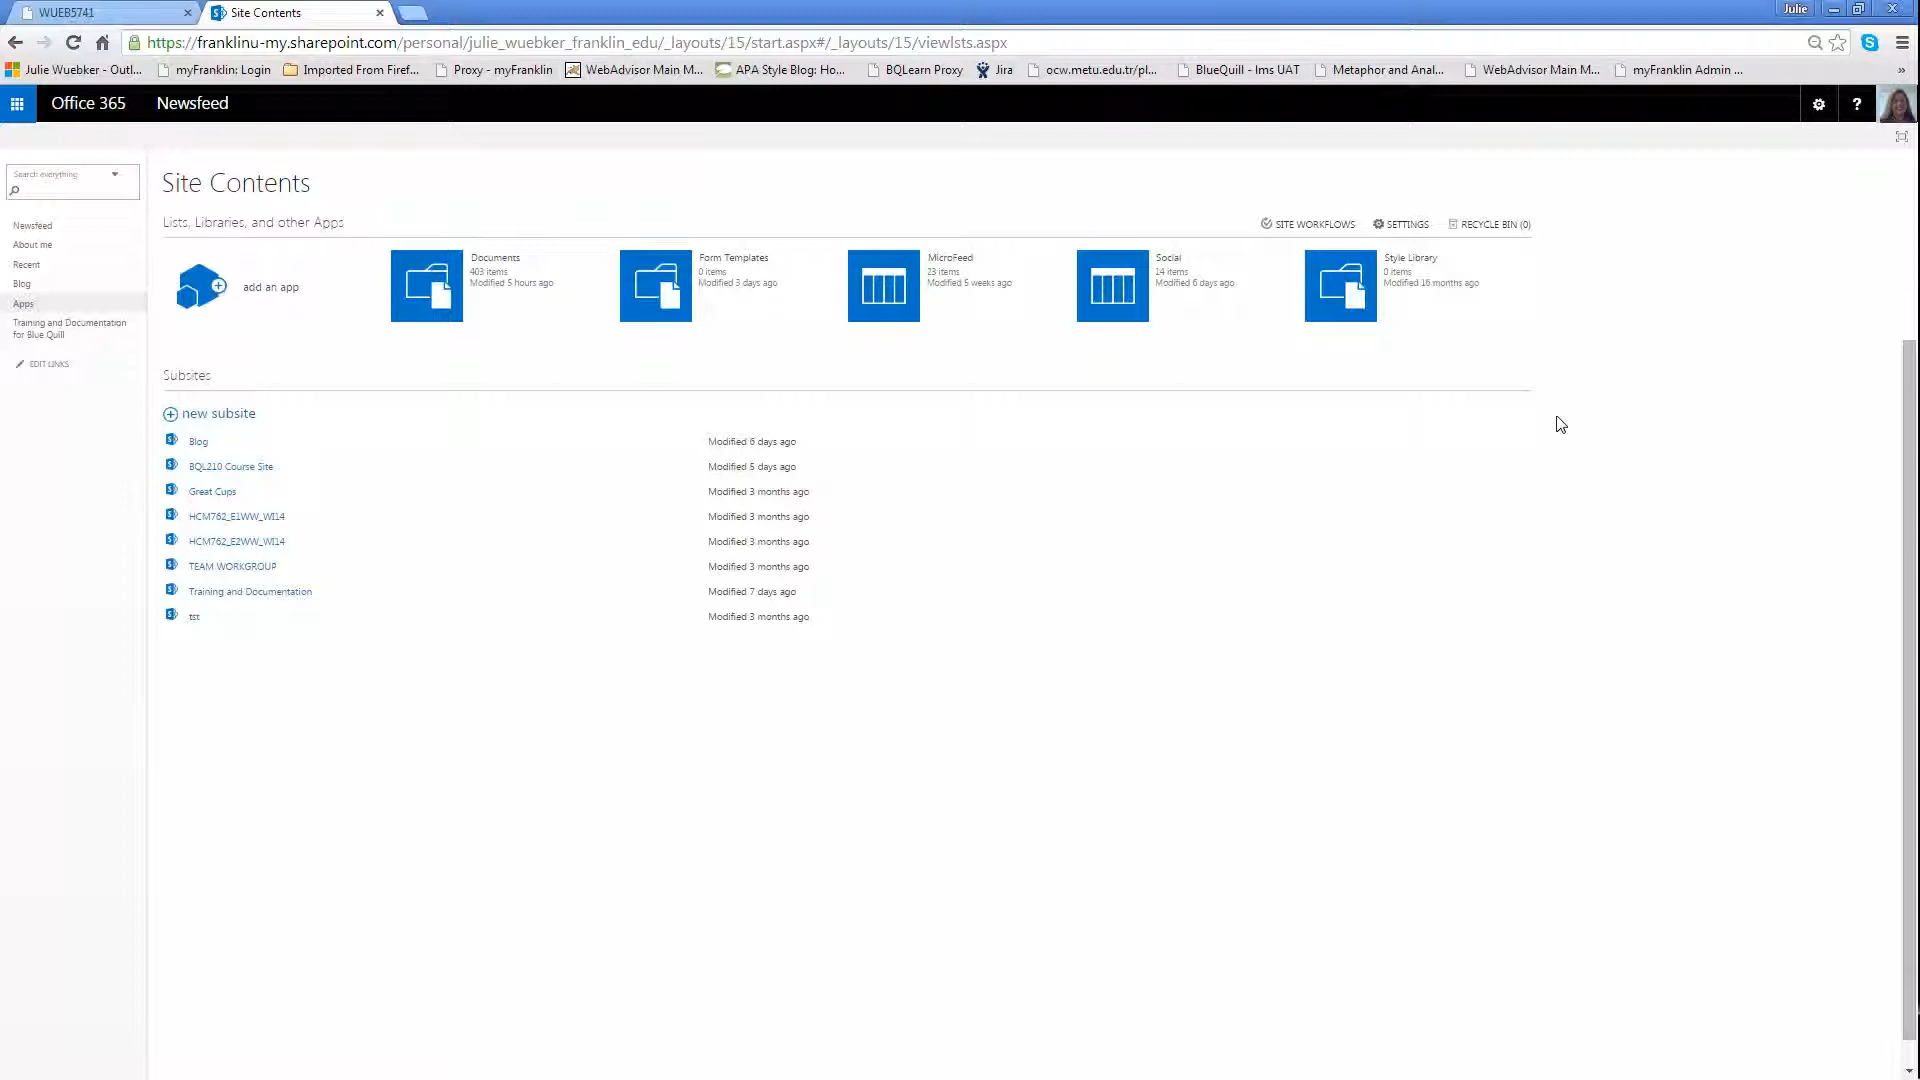 WUEB5741
Site Contents
Julie
https://franklinu-my.sharepoint.com/personal/julie_wuebker_franklin_edu/_layouts/15/start.aspx#/_layouts/15/viewlsts.aspx
Julie Wuebker - Outl... myFranklin: Login Imported From Firef... Proxy - myFranklin WebAdvisor Main M... APA Style Blog: Ho... BQLearn Proxy Jira ocw.metu.edu.tr/pl... BlueQuill - lms UAT Metaphor and Anal... WebAdvisor Main M... myFranklin Admin ... »
Office 365 Newsfeed ?
Search everything
Newsfeed
About me
Recent
Blog
Apps
Training and Documentation
for Blue Quill
EDIT LINKS
Site Contents
Lists, Libraries, and other Apps
SITE WORKFLOWS SETTINGS RECYCLE BIN (0)
add an app
Documents
403 items
Modified 5 hours ago
Form Templates
0 items
Modified 3 days ago
MicroFeed
23 items
Modified 5 weeks ago
Social
14 items
Modified 6 days ago
Style Library
0 items
Modified 16 months ago
Subsites
new subsite
Blog Modified 6 days ago
BQL210 Course Site Modified 5 days ago
Great Cups Modified 3 months ago
HCM762_E1WW_WI14 Modified 3 months ago
HCM762_E2WW_WI14 Modified 3 months ago
TEAM WORKGROUP Modified 3 months ago
Training and Documentation Modified 7 days ago
tst Modified 3 months ago